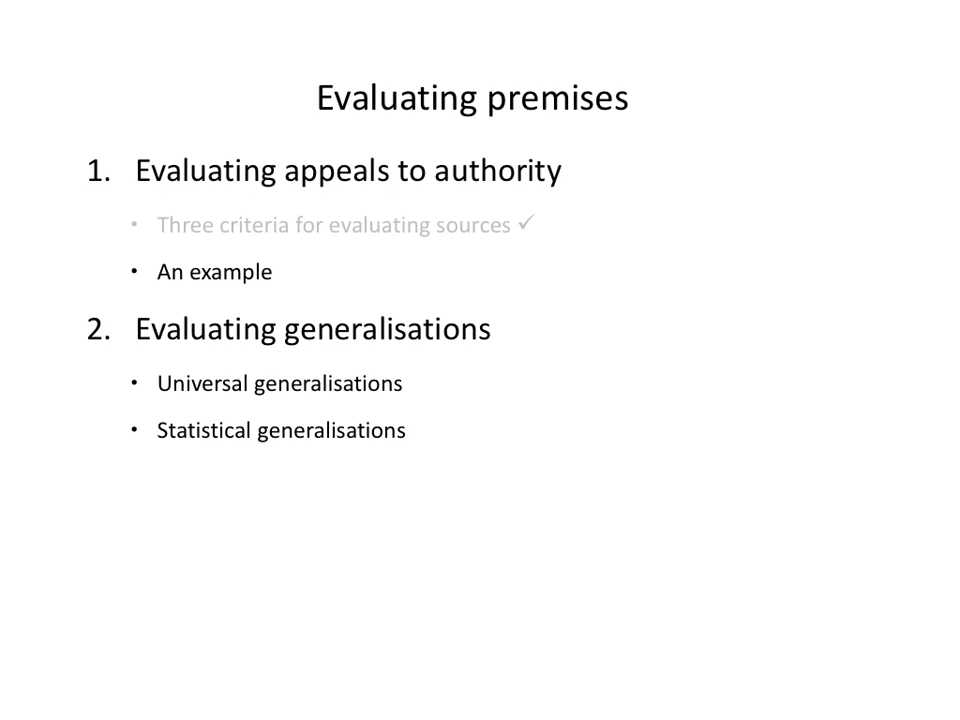 Evaluating premises
1. Evaluating appeals to authority
• Three criteria for evaluating sources ✓
• An example
2. Evaluating generalisations
• Universal generalisations
• Statistical generalisations